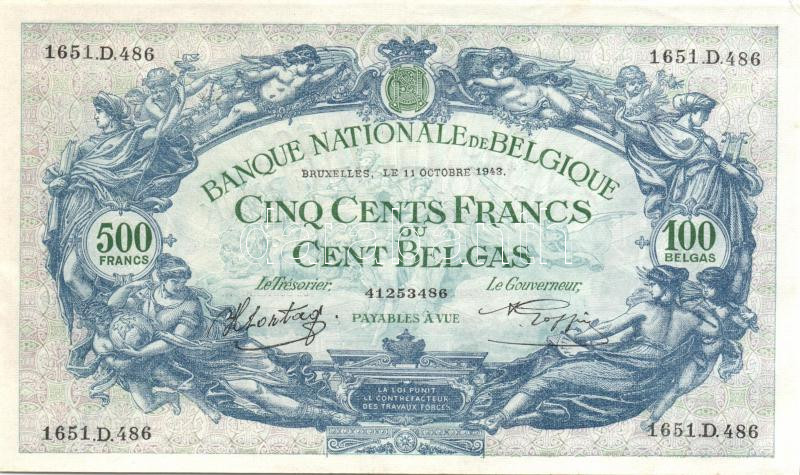 1651.D.486 1651.D.486
BANQUE NATIONALE DE BELGIQUE
BRUXELLES, LE 11 OCTOBRE 1943.
CINQ CENTS FRANCS
OU
CENT BELGAS
500
FRANCS
100
BELGAS
Le Trésorier, Le Gouverneur,
41253486
PAYABLES À VUE
LA LOI PUNIT
LE CONTREFACTEUR
DES TRAVAUX FORCÉS
1651.D.486 1651.D.486